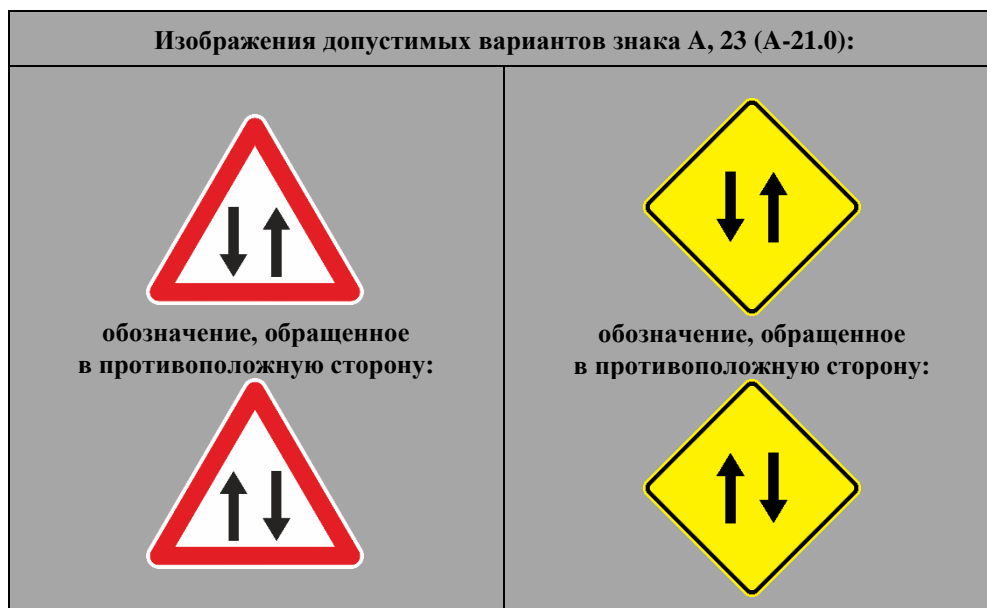 Изображения допустимых вариантов знака А, 23 (А-21.0):
обозначение, обращенное
в противоположную сторону:
обозначение, обращенное
в противоположную сторону: